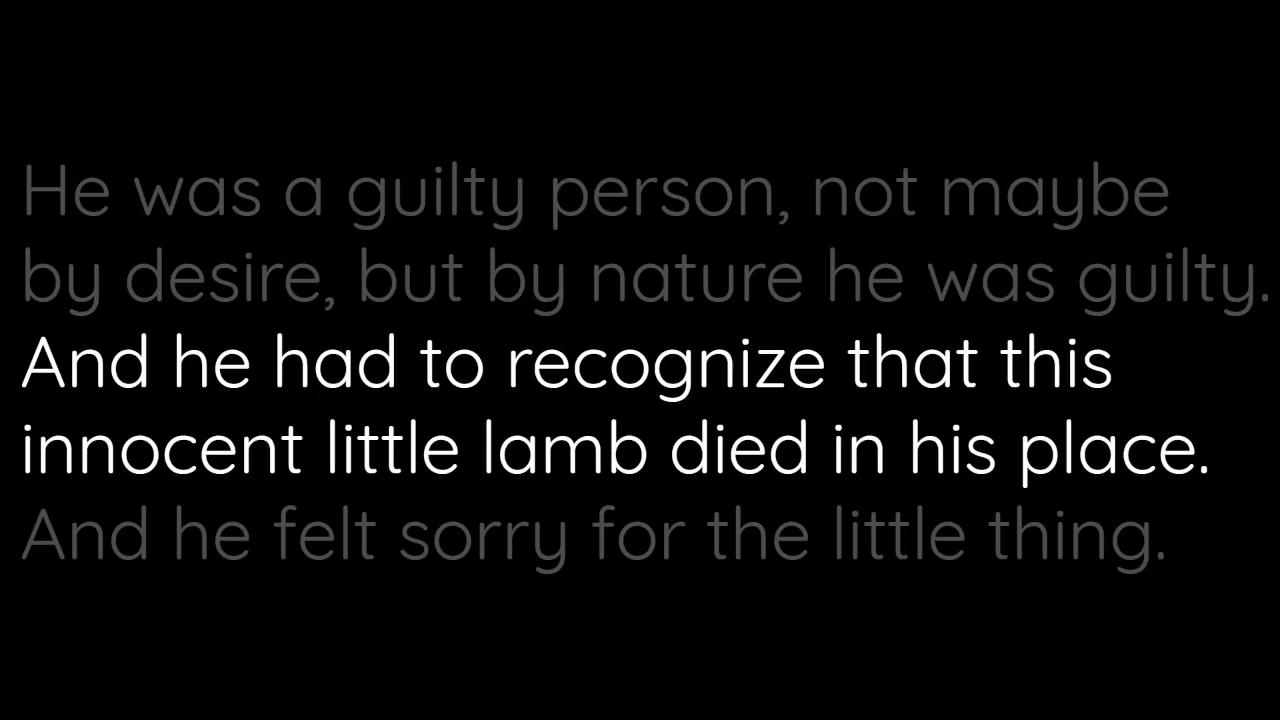 He was a guilty person, not maybe
by desire, but by nature he was guilty.
And he had to recognize that this
innocent little lamb died in his place.
And he felt sorry for the little thing.